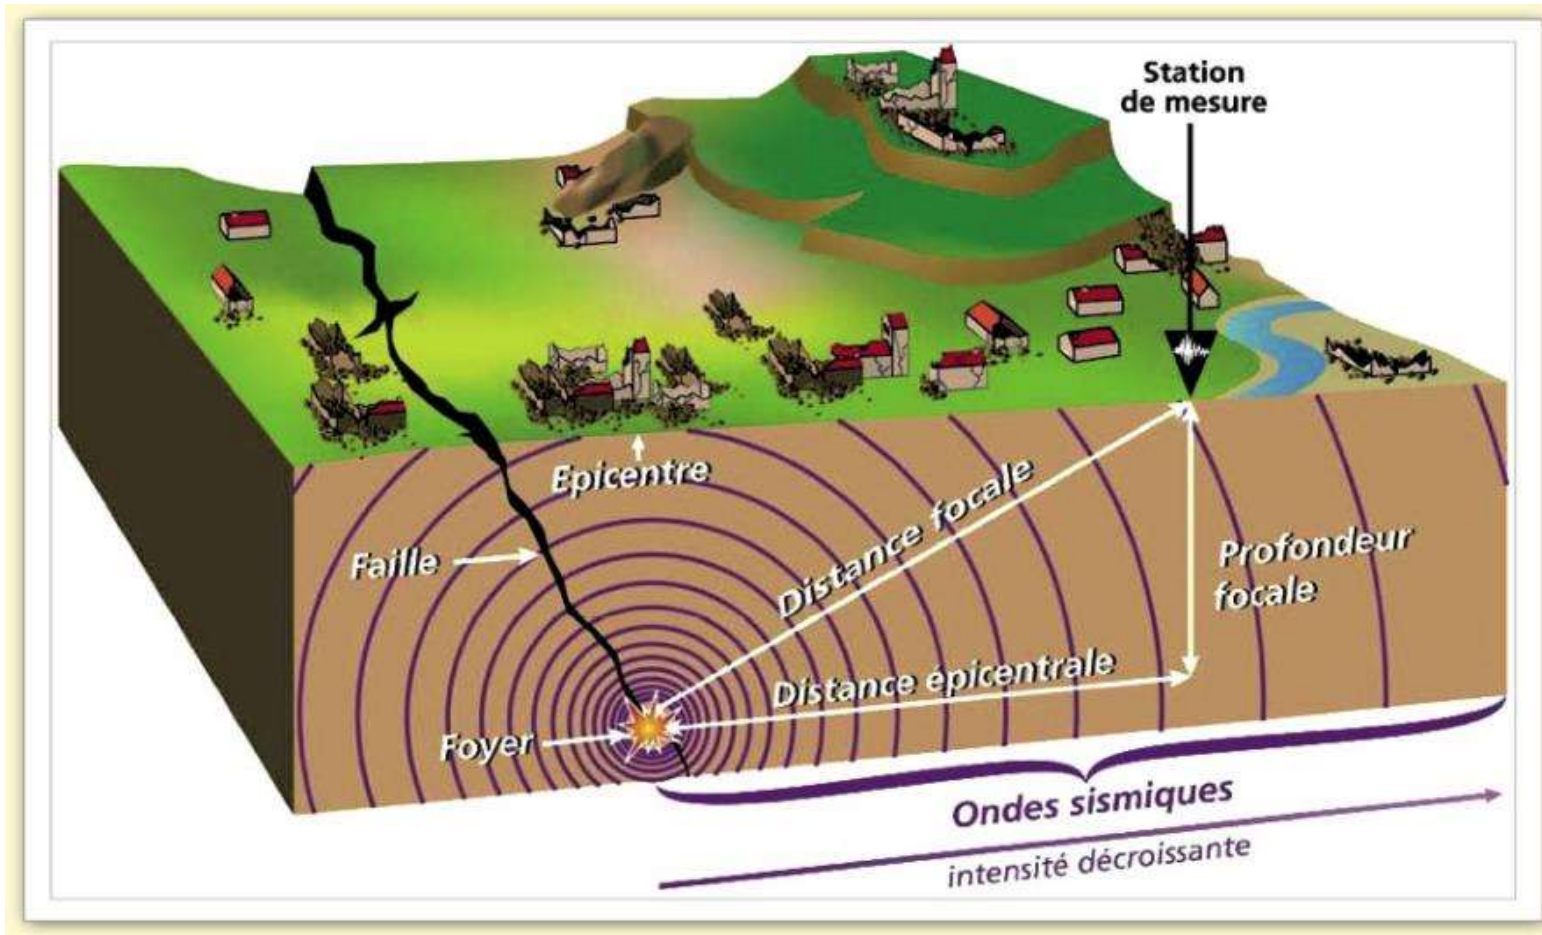 Station
de mesure
Epicentre
Faille
Distance focale
Profondeur
focale
Distance épicentrale
Foyer
Ondes sismiques
intensité décroissante